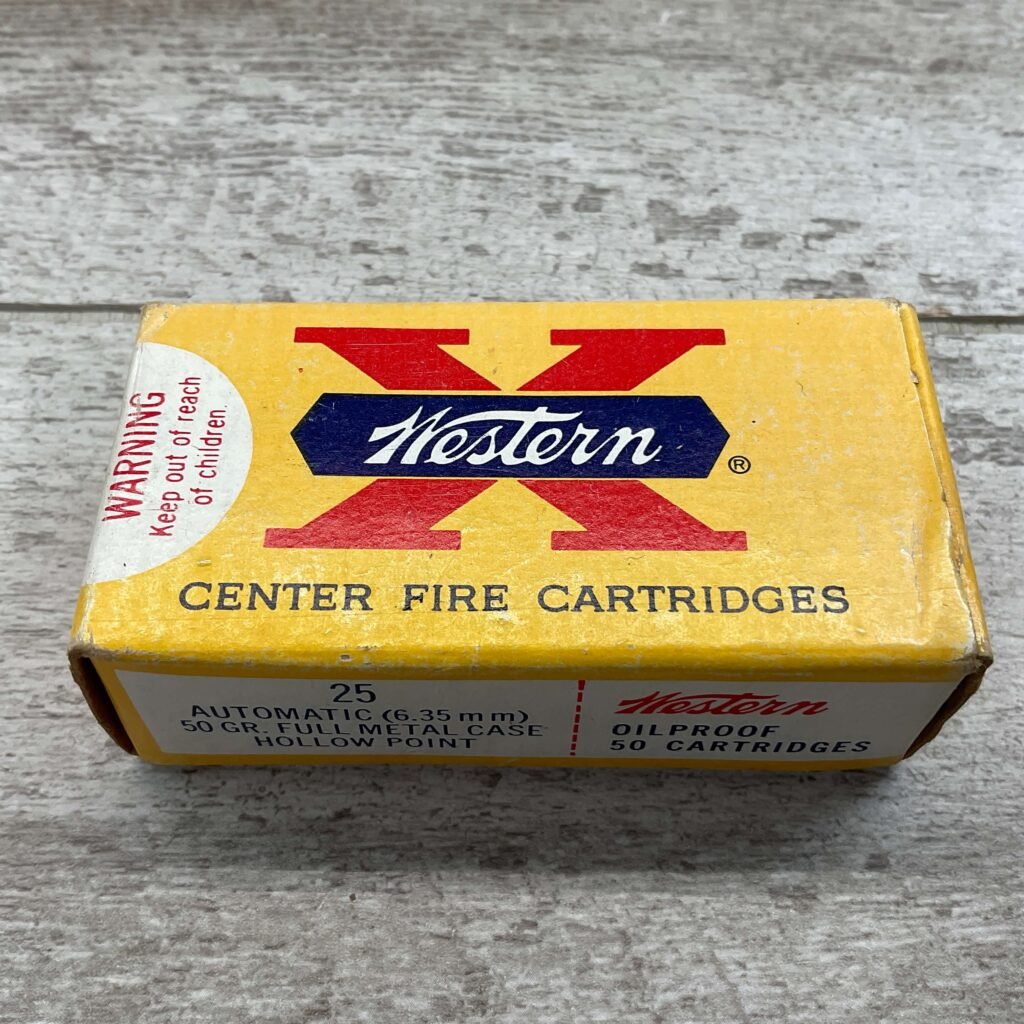 WARNING
Keep out of reach
of children.
Western ®
CENTER FIRE CARTRIDGES
25
AUTOMATIC (6.35 mm)
50 GR. FULL METAL CASE
HOLLOW POINT
Western
OILPROOF
50 CARTRIDGES